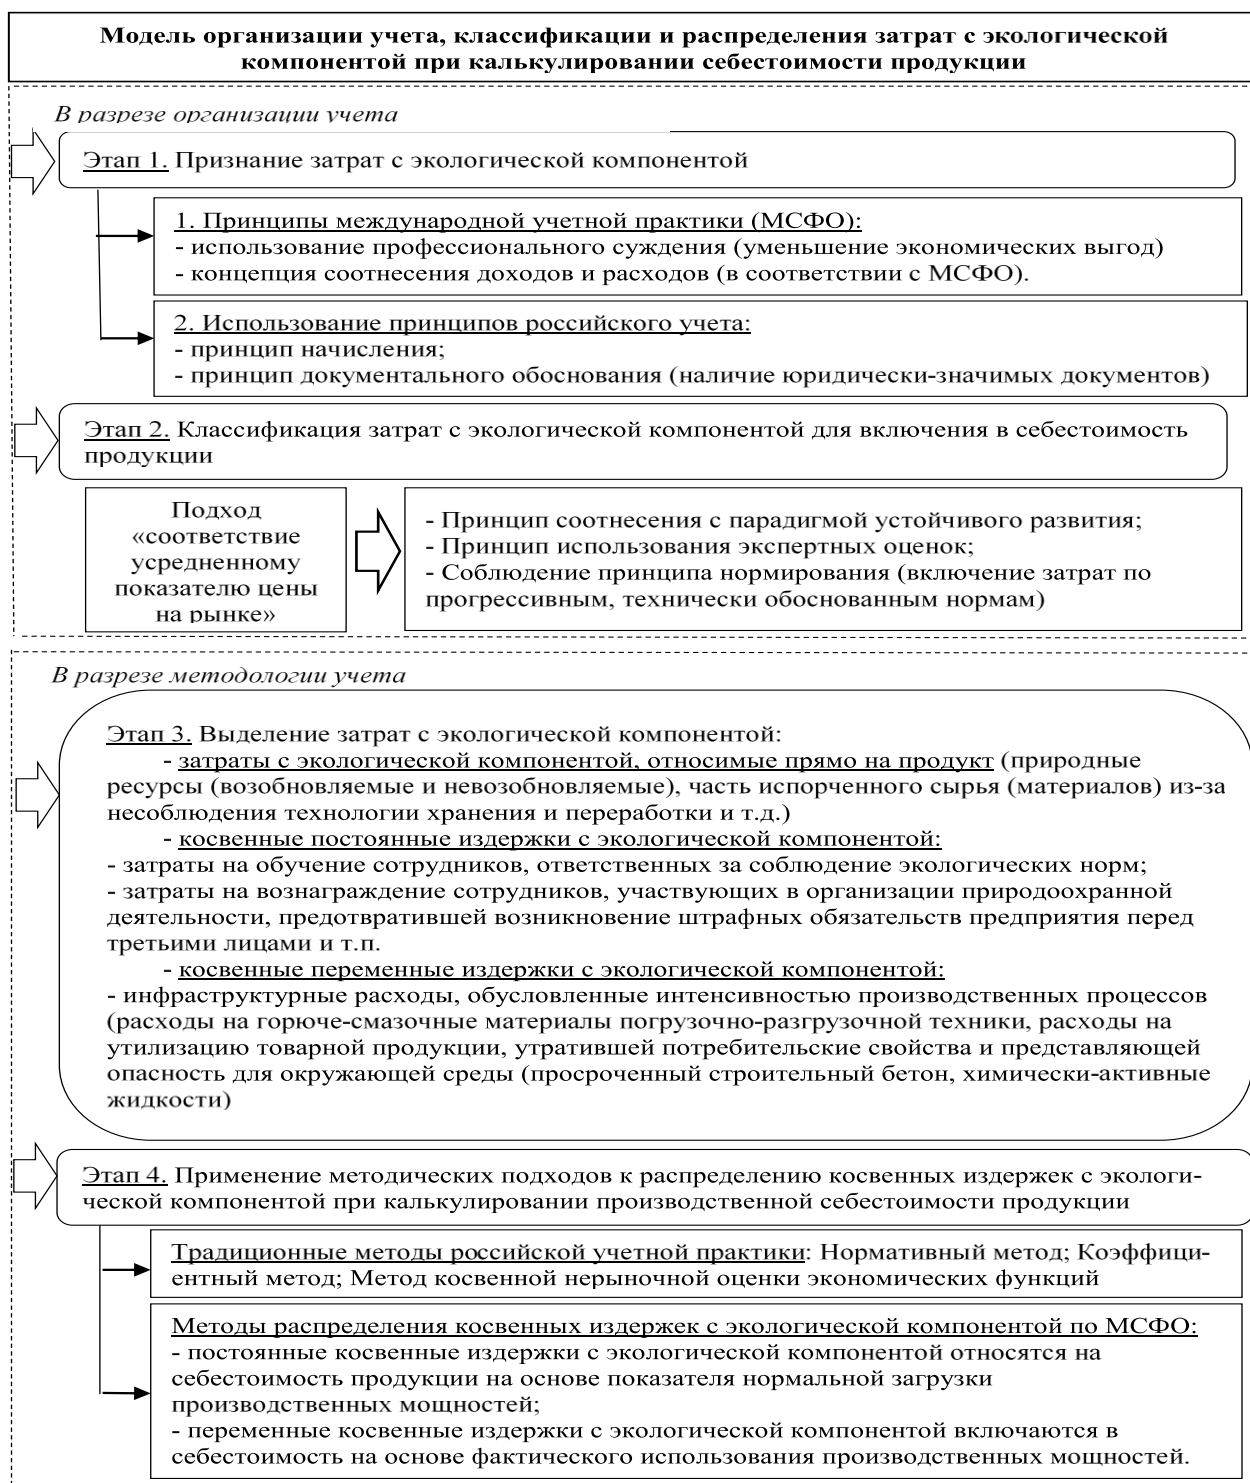 Модель организации учета, классификации и распределения затрат с экологической
компонентой при калькулировании себестоимости продукции
В разрезе организации учета
Этап 1. Признание затрат с экологической компонентой
1. Принципы международной учетной практики (МСФО):
- использование профессионального суждения (уменьшение экономических выгод)
- концепция соотнесения доходов и расходов (в соответствии с МСФО).
2. Использование принципов российского учета:
- принцип начисления;
- принцип документального обоснования (наличие юридически-значимых документов)
Этап 2. Классификация затрат с экологической компонентой для включения в себестоимость
продукции
Подход
«соответствие
усредненному
показателю цены
на рынке»
- Принцип соотнесения с парадигмой устойчивого развития;
- Принцип использования экспертных оценок;
- Соблюдение принципа нормирования (включение затрат по
прогрессивным, технически обоснованным нормам)
В разрезе методологии учета
Этап 3. Выделение затрат с экологической компонентой:
- затраты с экологической компонентой, относимые прямо на продукт (природные
ресурсы (возобновляемые и невозобновляемые), часть испорченного сырья (материалов) из-за
несоблюдения технологии хранения и переработки и т.д.)
- косвенные постоянные издержки с экологической компонентой:
- затраты на обучение сотрудников, ответственных за соблюдение экологических норм;
- затраты на вознаграждение сотрудников, участвующих в организации природоохранной
деятельности, предотвратившей возникновение штрафных обязательств предприятия перед
третьими лицами и т.п.
- косвенные переменные издержки с экологической компонентой:
- инфраструктурные расходы, обусловленные интенсивностью производственных процессов
(расходы на горюче-смазочные материалы погрузочно-разгрузочной техники, расходы на
утилизацию товарной продукции, утратившей потребительские свойства и представляющей
опасность для окружающей среды (просроченный строительный бетон, химически-активные
жидкости)
Этап 4. Применение методических подходов к распределению косвенных издержек с экологи-
ческой компонентой при калькулировании производственной себестоимости продукции
Традиционные методы российской учетной практики: Нормативный метод; Коэффици-
ентный метод; Метод косвенной нерыночной оценки экономических функций
Методы распределения косвенных издержек с экологической компонентой по МСФО:
- постоянные косвенные издержки с экологической компонентой относятся на
себестоимость продукции на основе показателя нормальной загрузки
производственных мощностей;
- переменные косвенные издержки с экологической компонентой включаются в
себестоимость на основе фактического использования производственных мощностей.